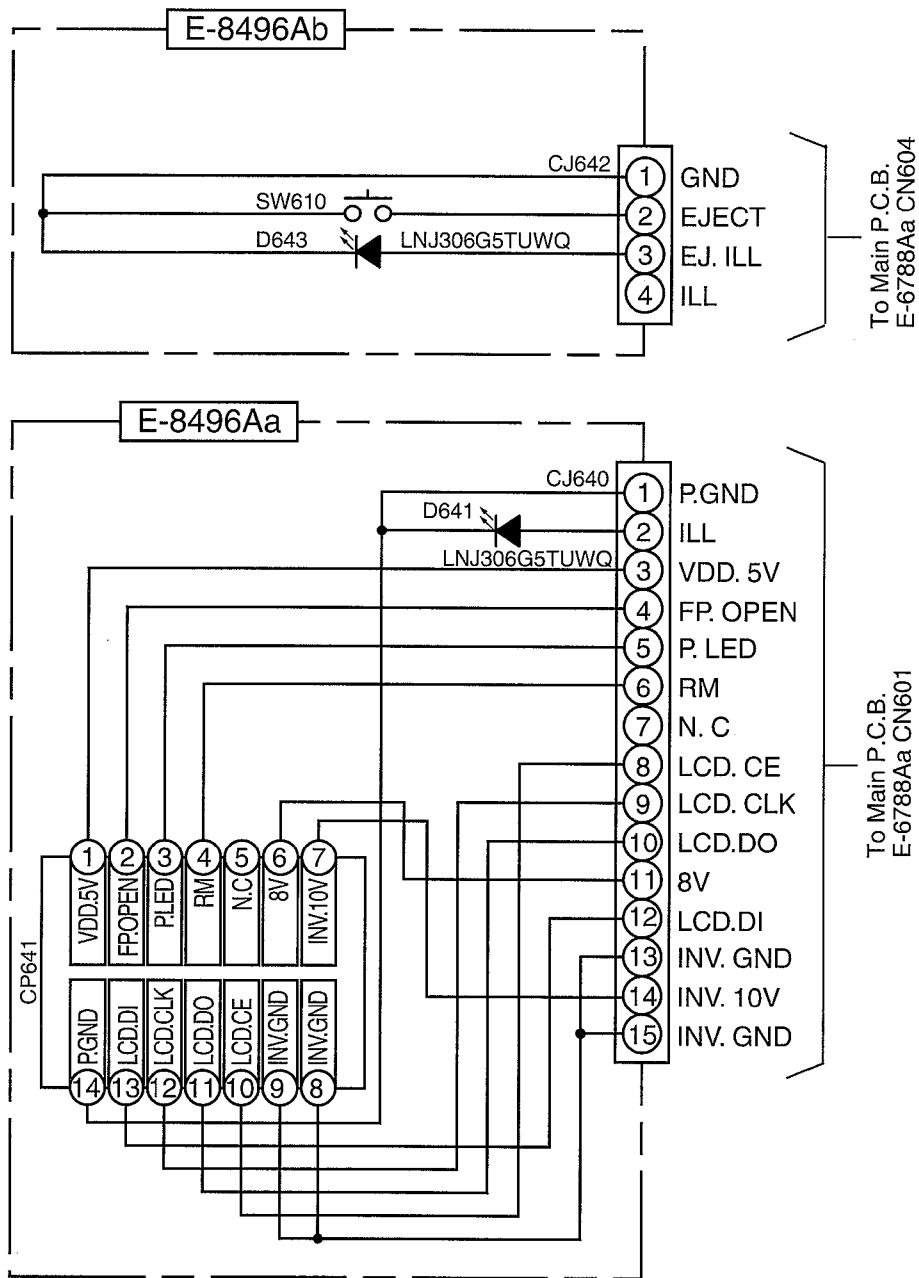 E-8496Ab
CJ642
1 GND
SW610
2 EJECT
D643 LNJ306G5TUWQ
3 EJ. ILL
4 ILL
To Main P.C.B.
E-6788Aa CN604
E-8496Aa
CJ640
1 P.GND
D641
2 ILL
LNJ306G5TUWQ
3 VDD. 5V
4 FP. OPEN
5 P. LED
6 RM
7 N. C
8 LCD. CE
9 LCD. CLK
10 LCD.DO
11 8V
12 LCD.DI
13 INV. GND
14 INV. 10V
15 INV. GND
To Main P.C.B.
E-6788Aa CN601
CP641
1 2 3 4 5 6 7
VDD.5V
FP.OPEN
P.LED
RM
N.C
8V
INV.10V
P.GND
LCD.DI
LCD.CLK
LCD.DO
LCD.CE
INV.GND
INV.GND
14 13 12 11 10 9 8